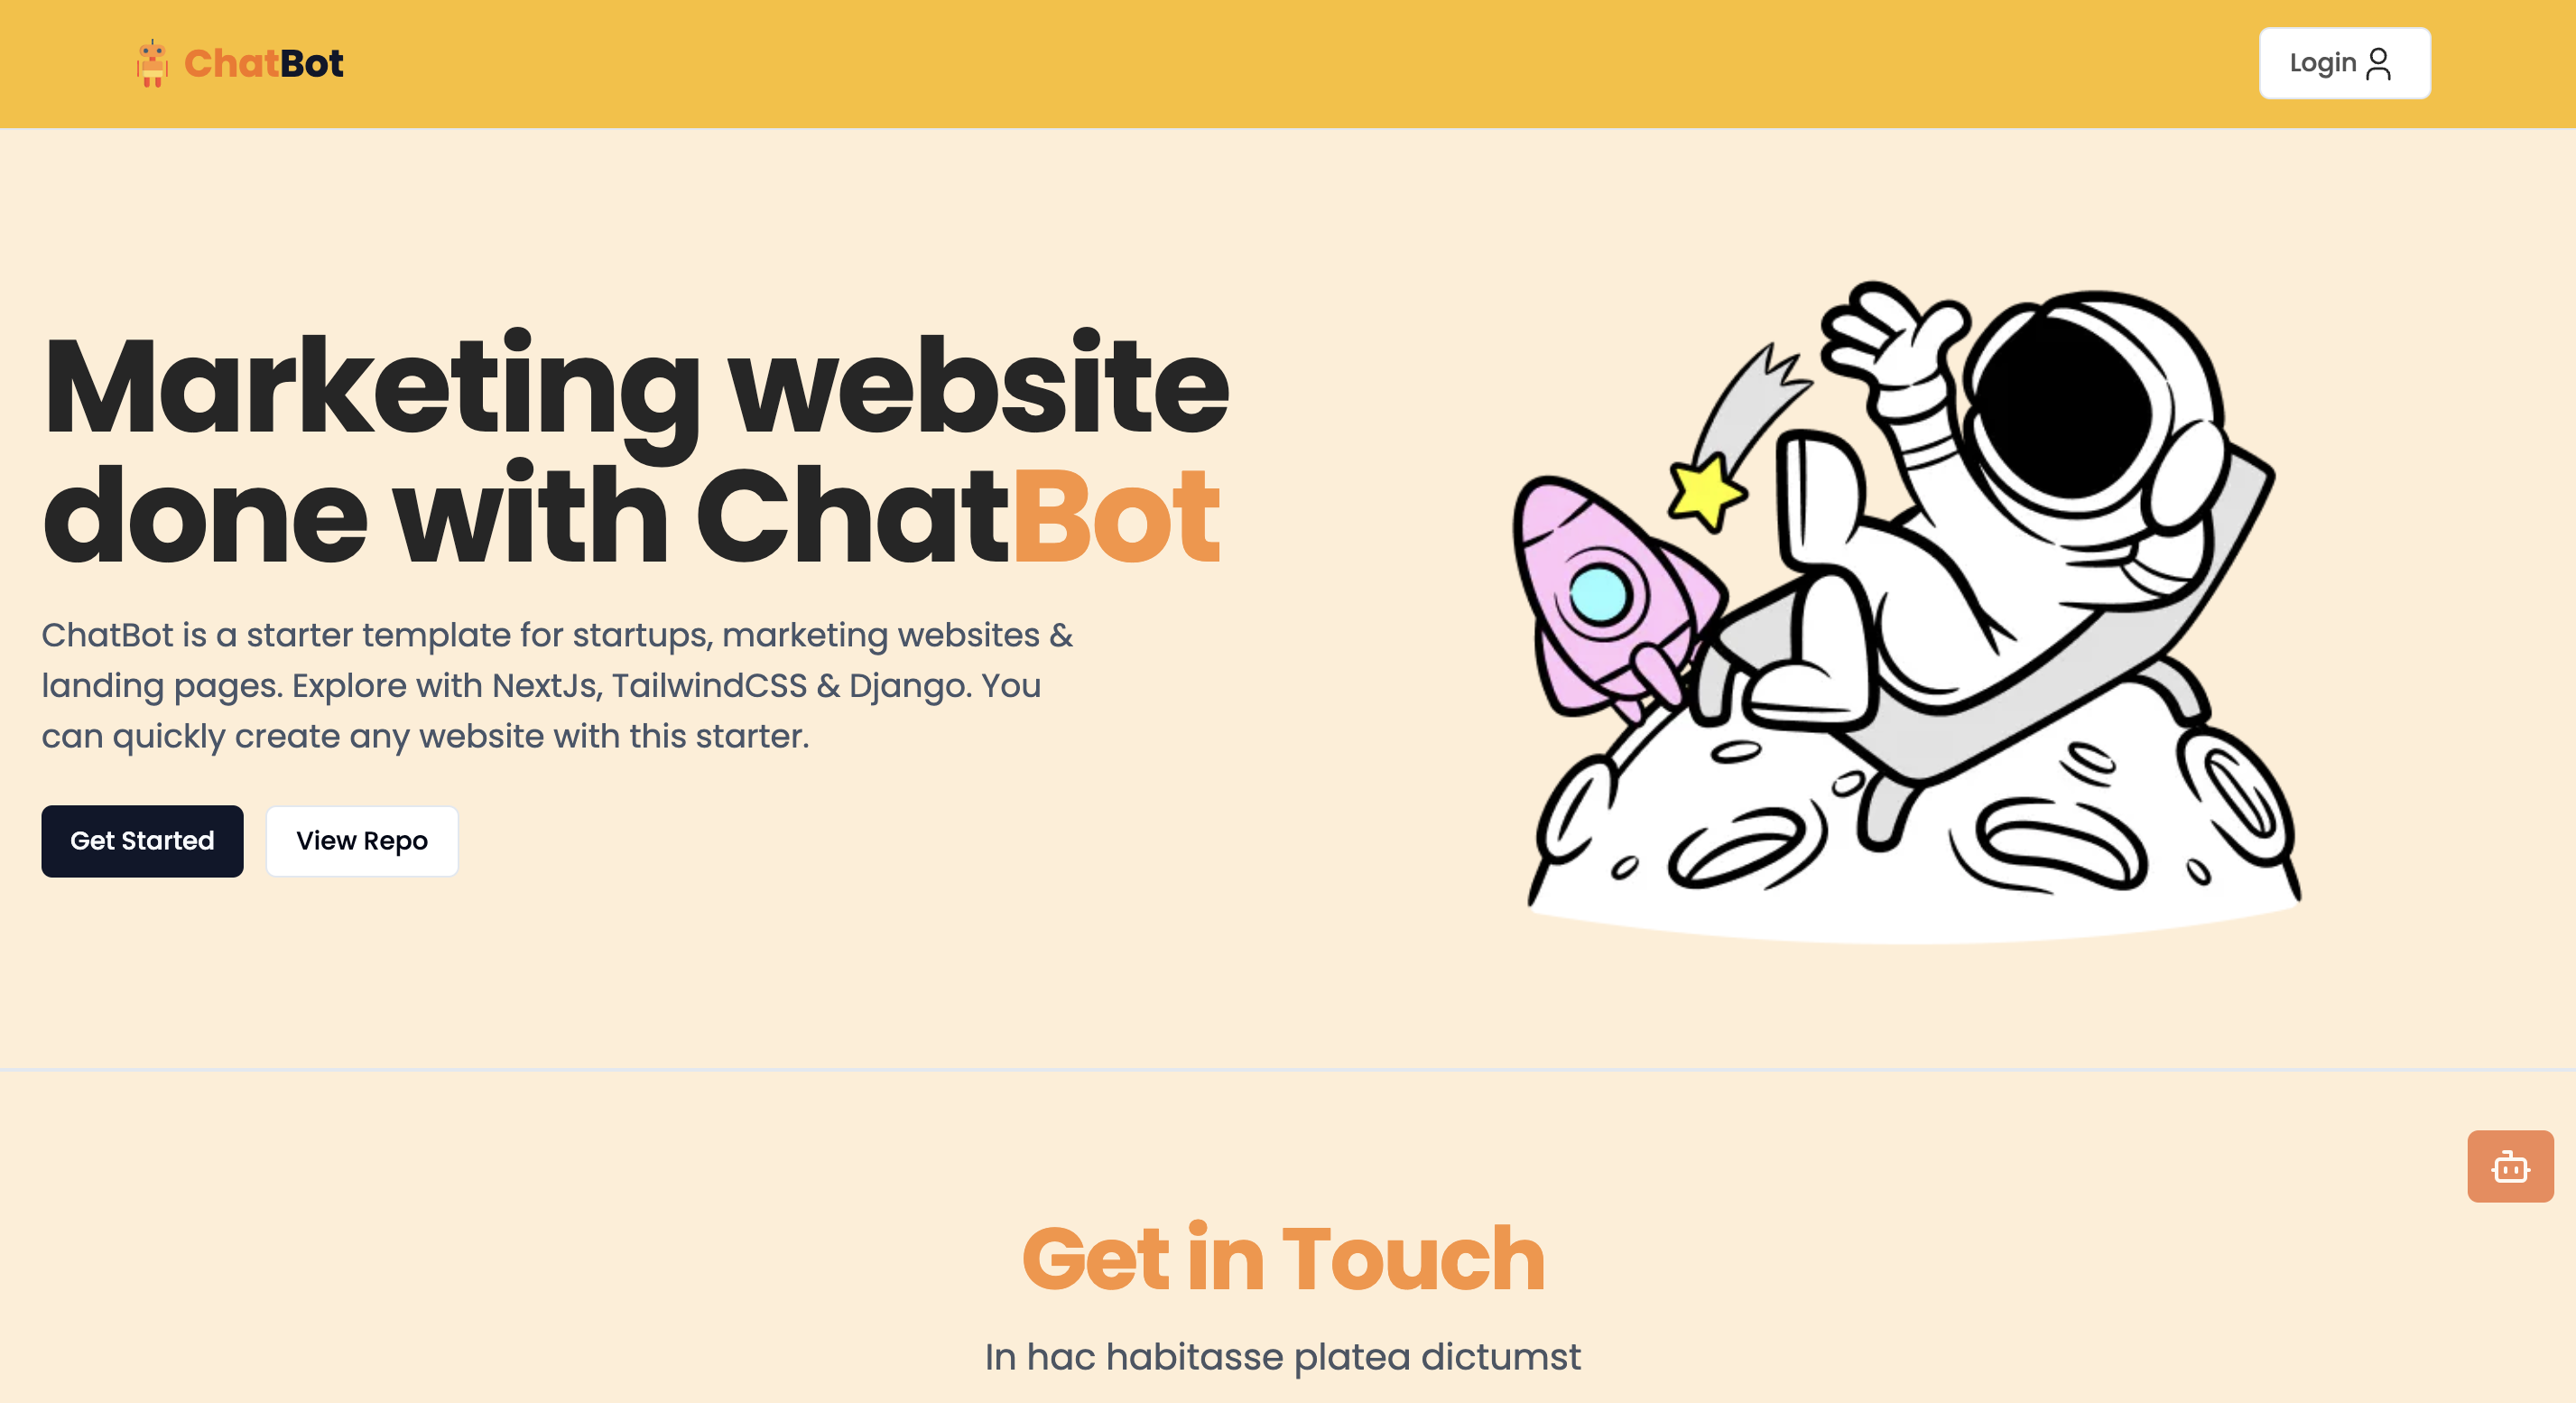 ChatBot
Login
Marketing website
done with ChatBot
ChatBot is a starter template for startups, marketing websites &
landing pages. Explore with NextJs, TailwindCSS & Django. You
can quickly create any website with this starter.
Get Started
View Repo
Get in Touch
In hac habitasse platea dictumst